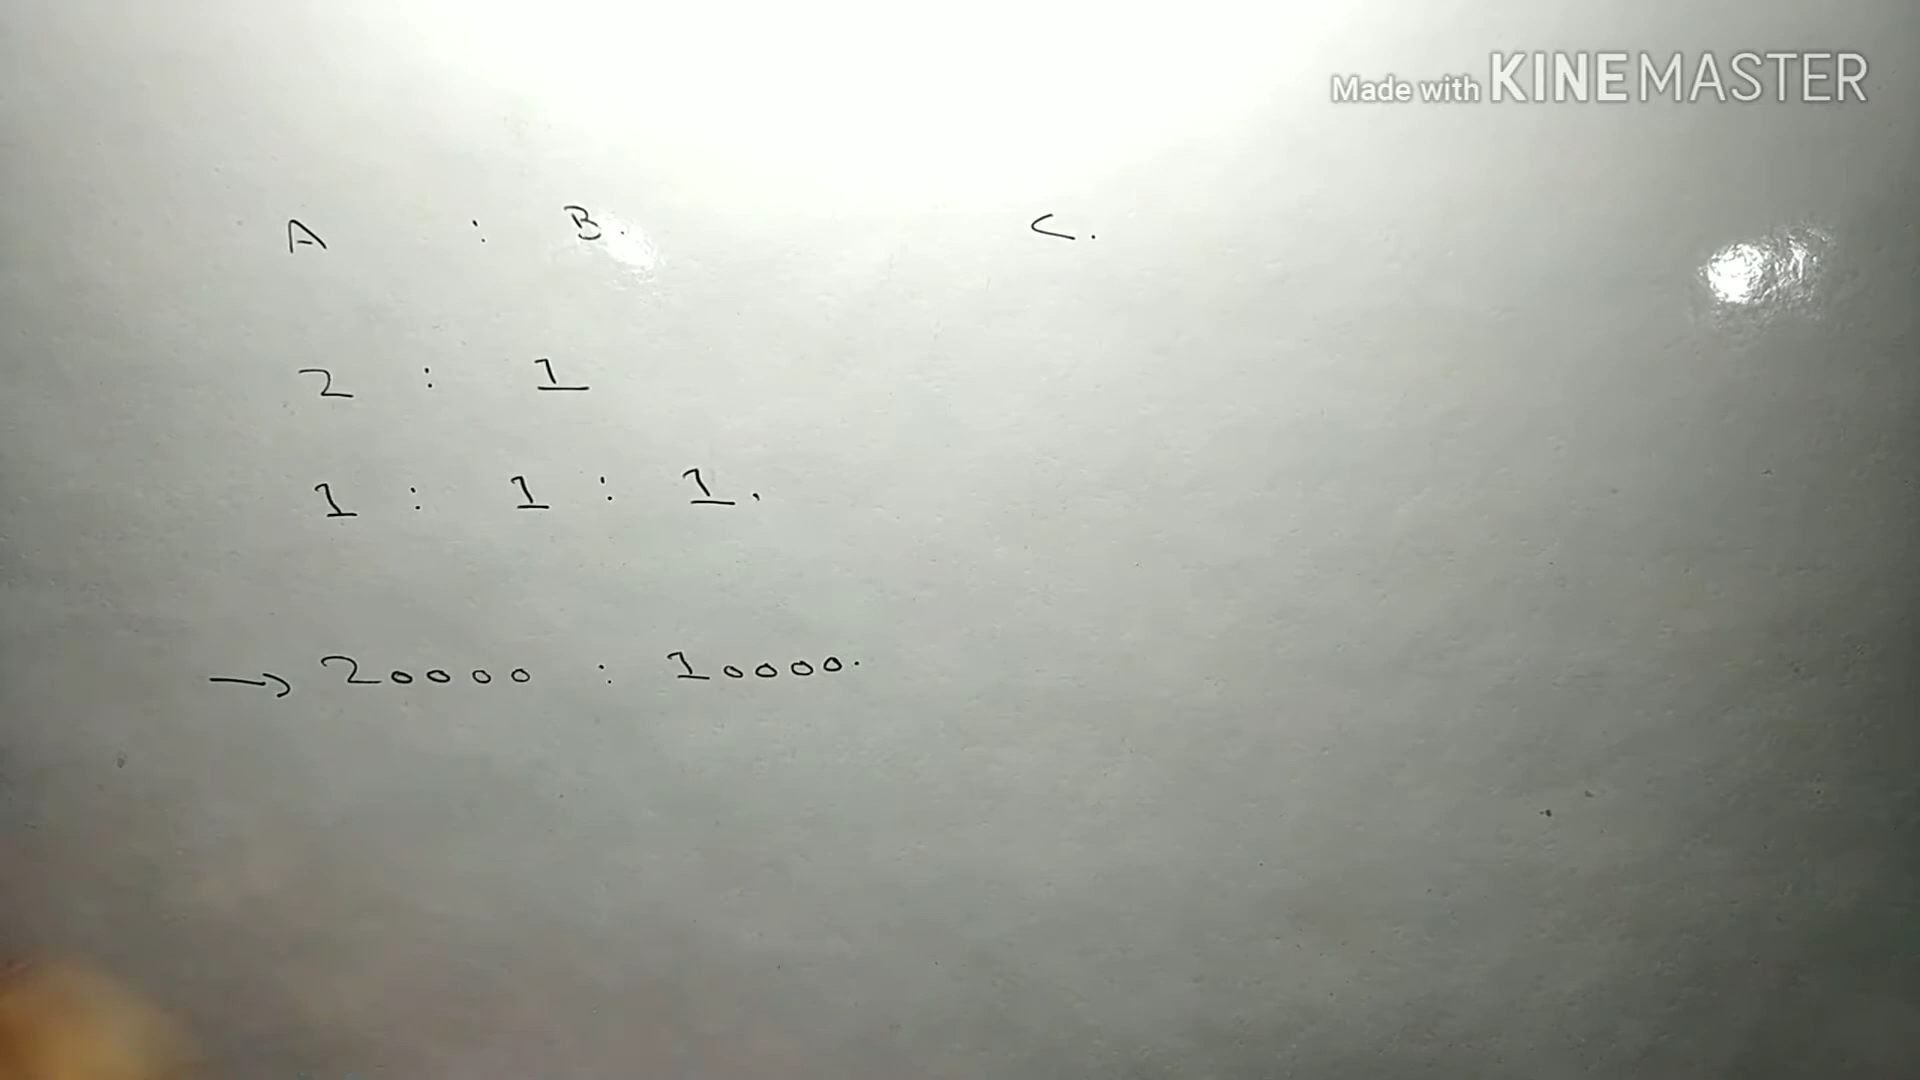 Made with KINEMASTER
A : B. C.
2 : 1
1 : 1 : 1.
→ 20000 : 10000.